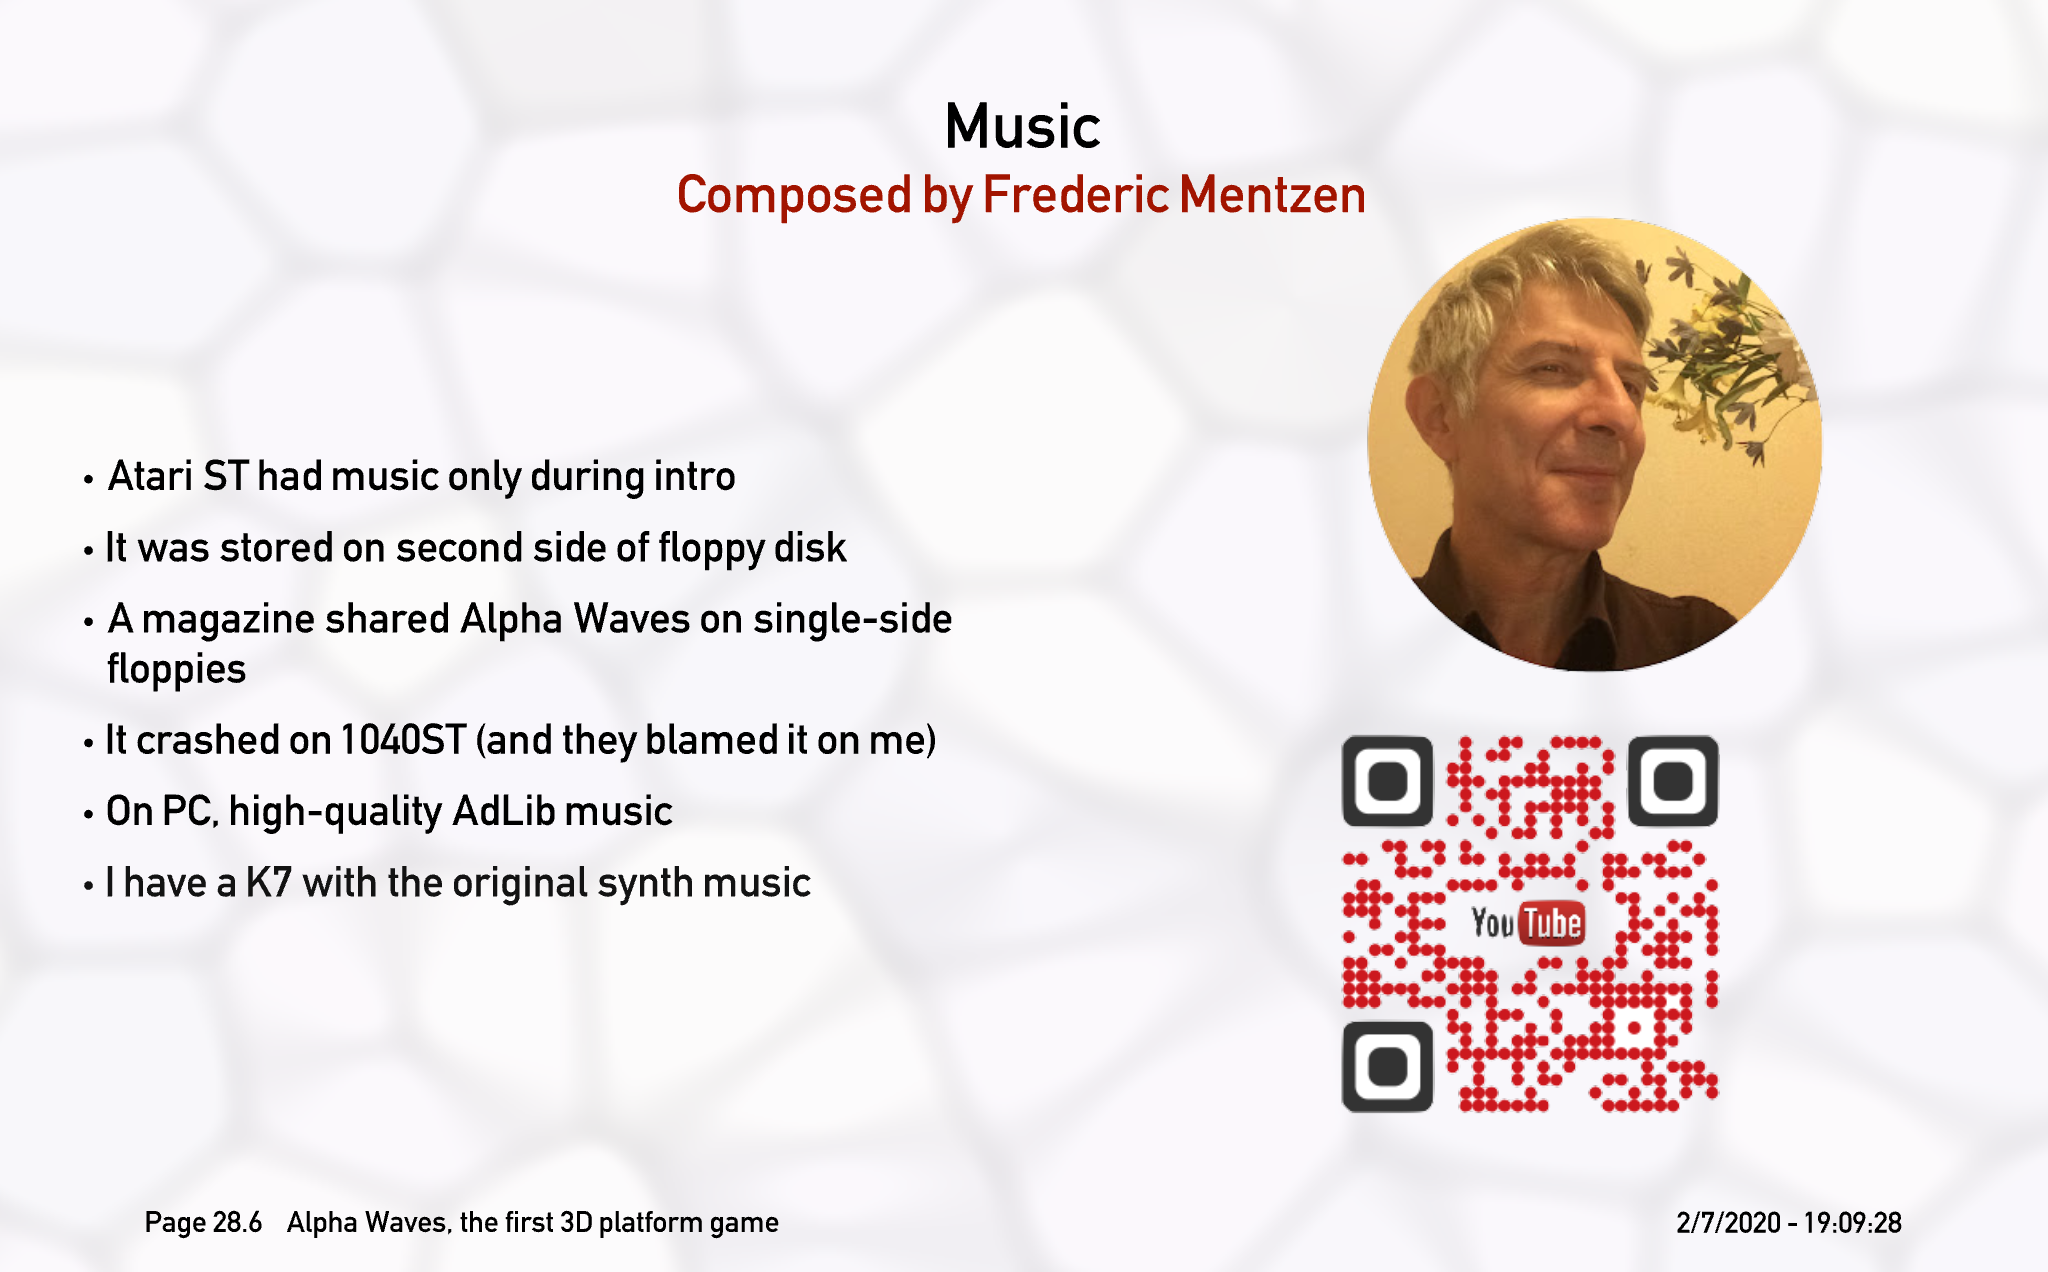 Music
Composed by Frederic Mentzen
• Atari ST had music only during intro
• It was stored on second side of floppy disk
• A magazine shared Alpha Waves on single-side
floppies
• It crashed on 1040ST (and they blamed it on me)
• On PC, high-quality AdLib music
• I have a K7 with the original synth music
YouTube
Page 28.6 Alpha Waves, the first 3D platform game
2/7/2020 - 19:09:28